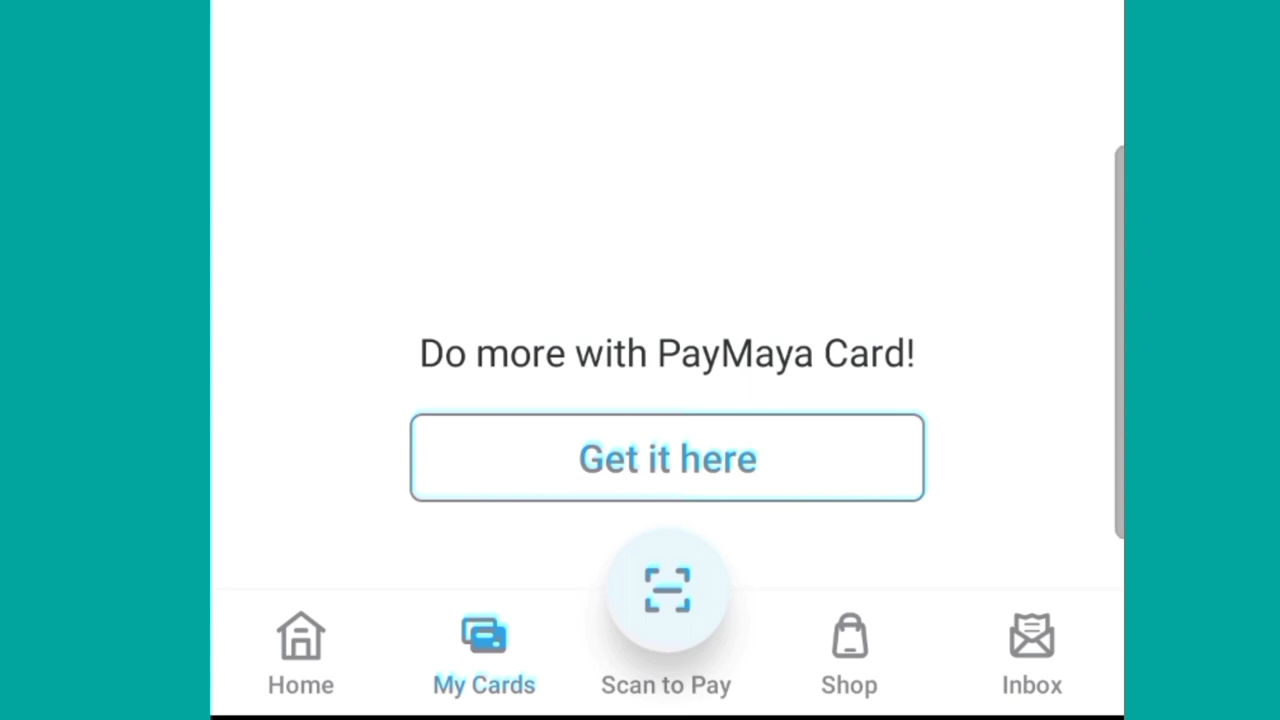 Do more with PayMaya Card!
Get it here
Home
My Cards
Scan to Pay
Shop
Inbox